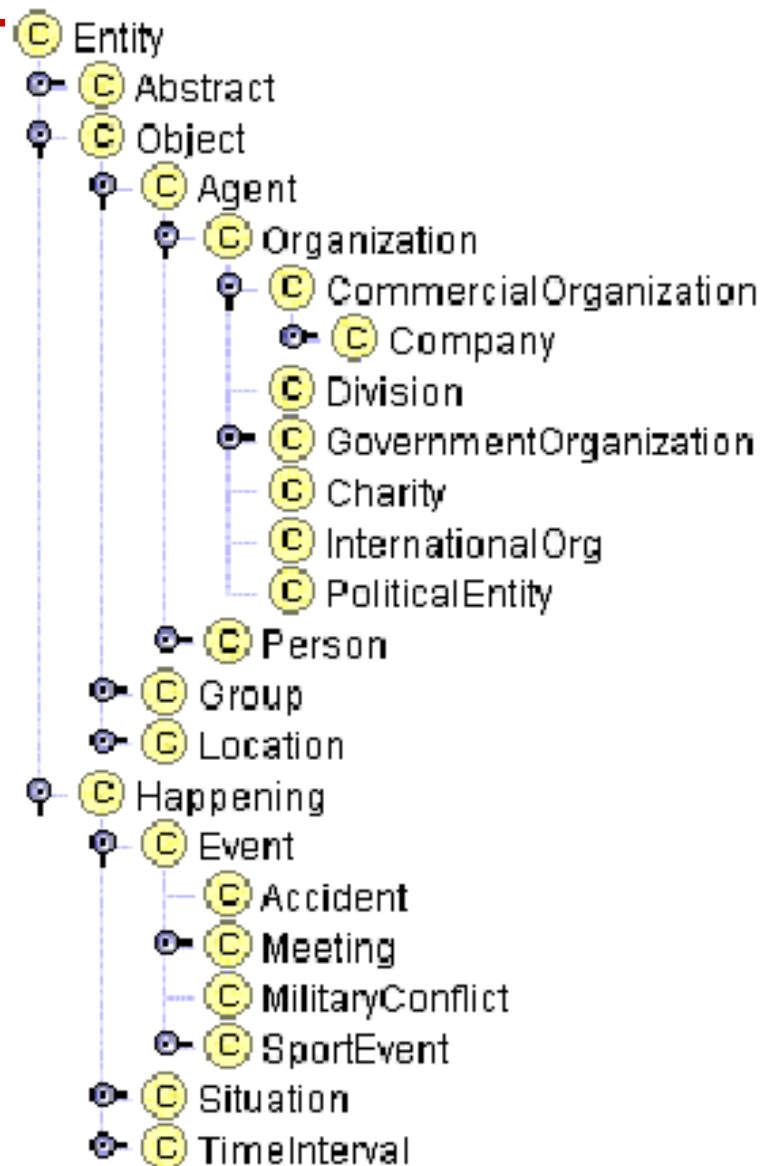 C Entity
C Abstract
C Object
C Agent
C Organization
C CommercialOrganization
C Company
C Division
C GovernmentOrganization
C Charity
C InternationalOrg
C PoliticalEntity
C Person
C Group
C Location
C Happening
C Event
C Accident
C Meeting
C MilitaryConflict
C SportEvent
C Situation
C TimeInterval